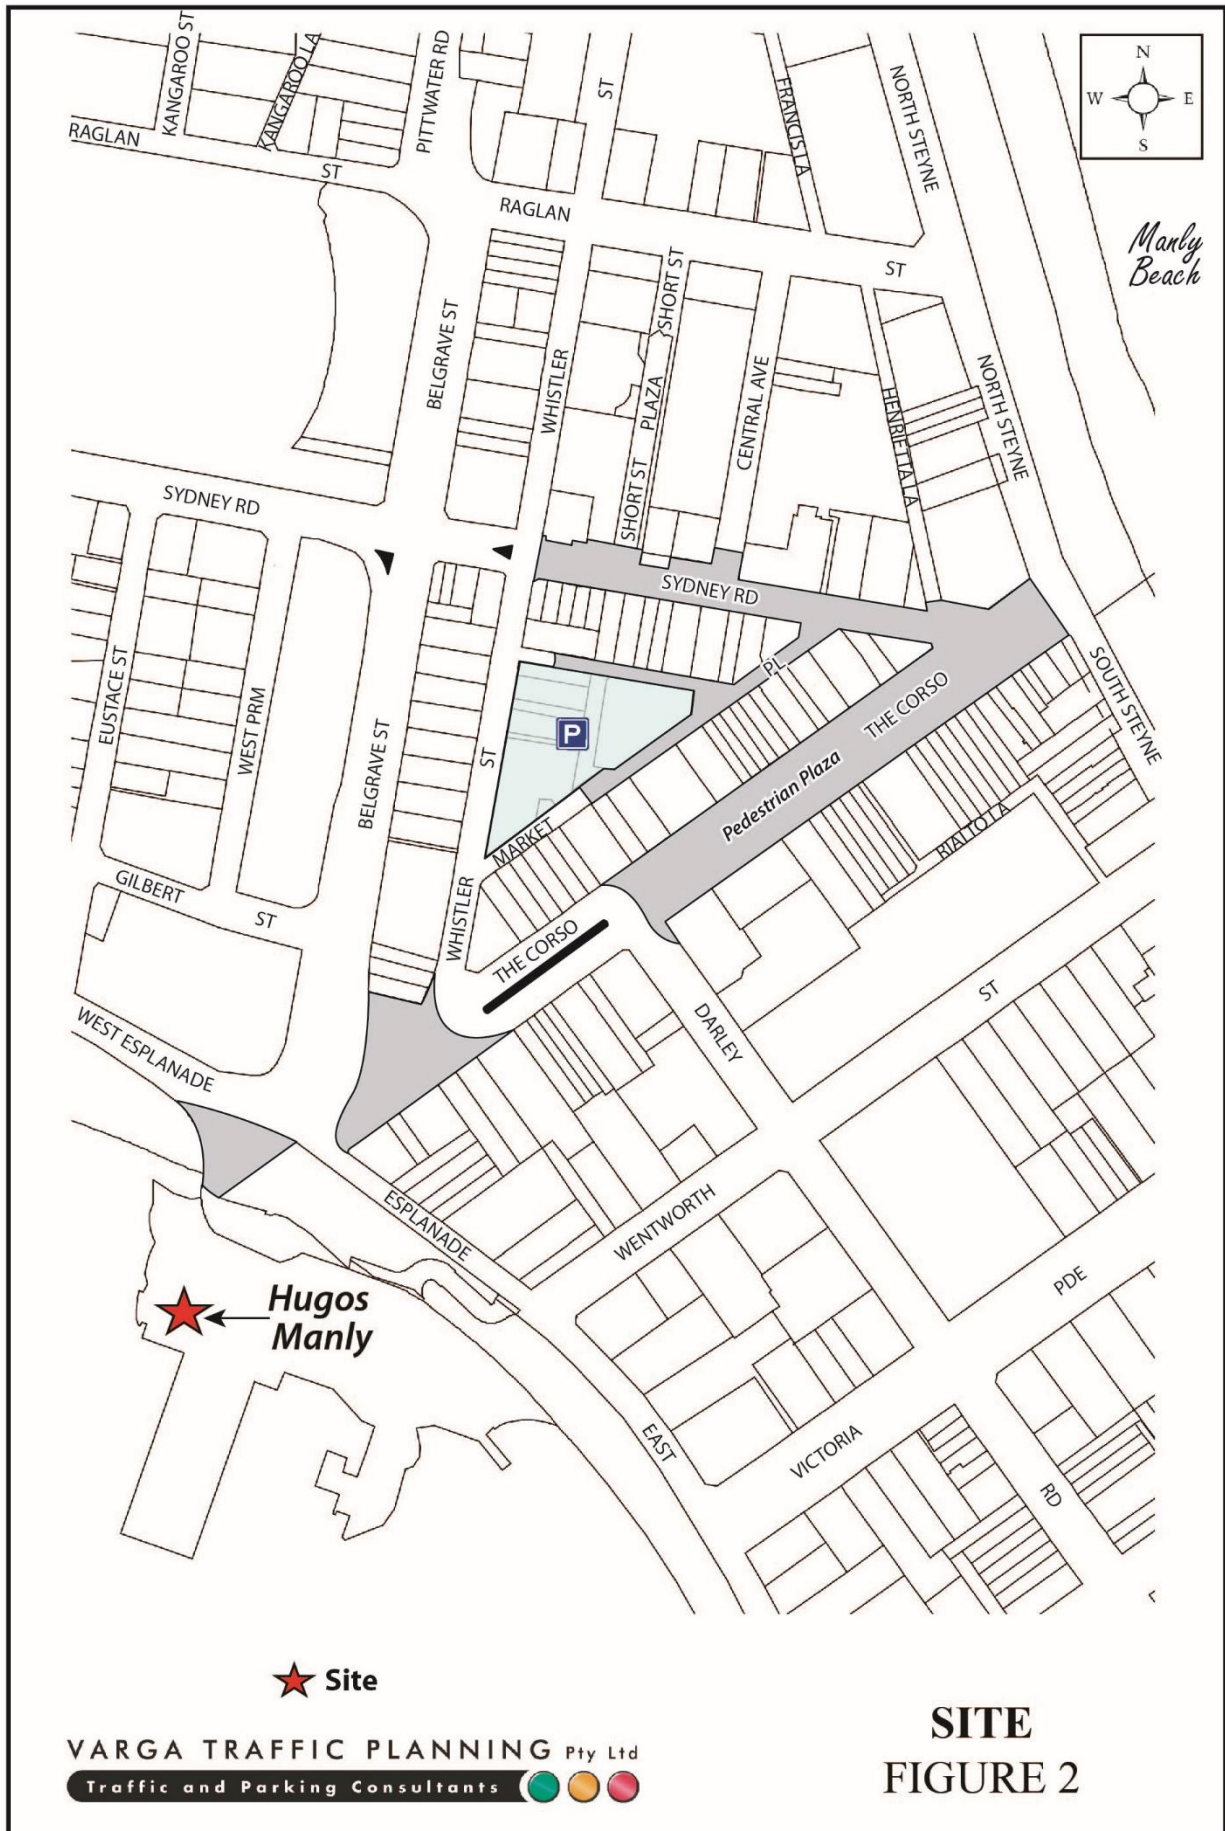 KANGAROO ST
KANGAROO LA
PITTWATER RD
ST
FRANCIS LA
NORTH STEYNE
N
W
E
S
RAGLAN
ST
RAGLAN
ST
Manly
Beach
BELGRAVE ST
WHISTLER
SHORT ST
PLAZA
SHORT ST
CENTRAL AVE
HENRIETTA LA
NORTH STEYNE
SYDNEY RD
SYDNEY RD
EUSTACE ST
WEST PRM
BELGRAVE ST
ST
P
PL
THE CORSO
Pedestrian Plaza
SOUTH STEYNE
MARKET
RIALTO LA
GILBERT
ST
WHISTLER
THE CORSO
ST
DARLEY
WEST ESPLANADE
ESPLANADE
WENTWORTH
PDE
Hugos
Manly
EAST
VICTORIA
RD
Site
VARGA TRAFFIC PLANNING Pty Ltd
Traffic and Parking Consultants
SITE
FIGURE 2